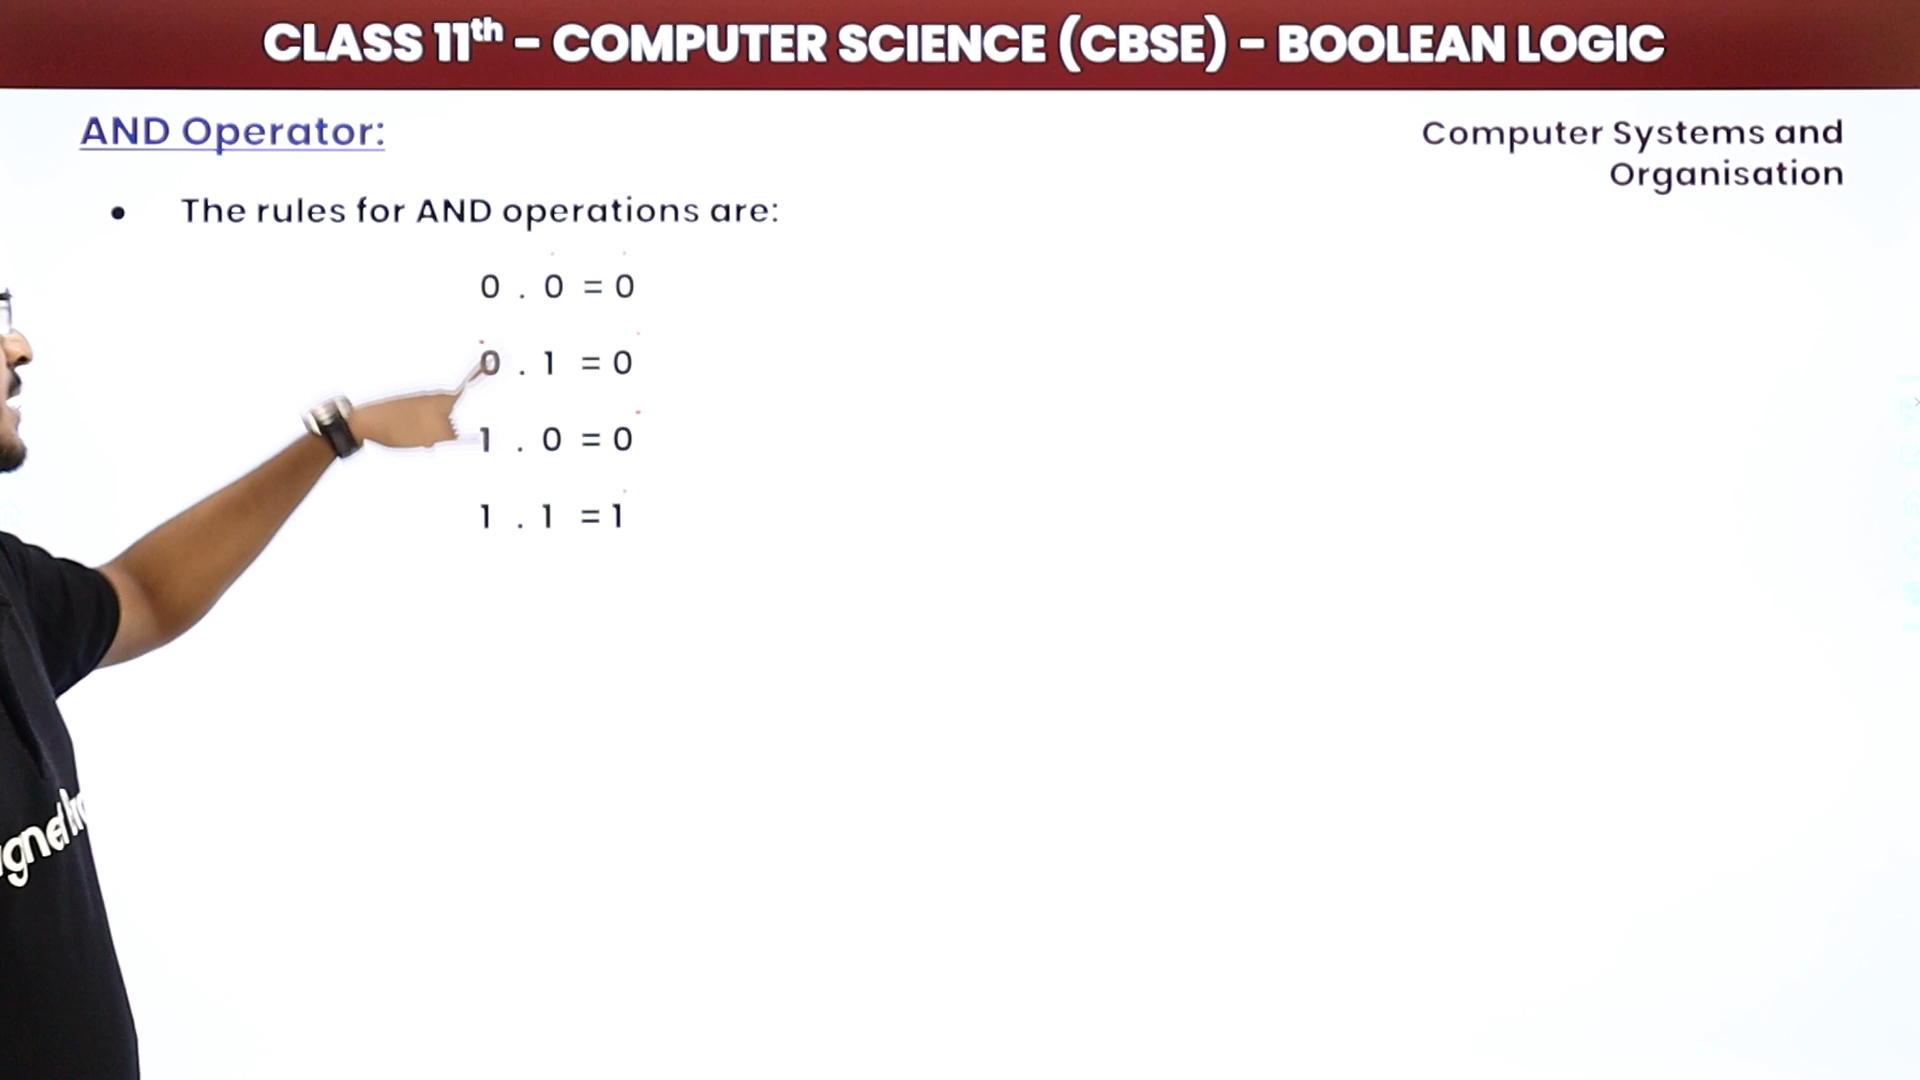 CLASS 11th - COMPUTER SCIENCE (CBSE) - BOOLEAN LOGIC
AND Operator:
Computer Systems and
Organisation
• The rules for AND operations are:
0 . 0 = 0
0 . 1 = 0
1 . 0 = 0
1 . 1 = 1